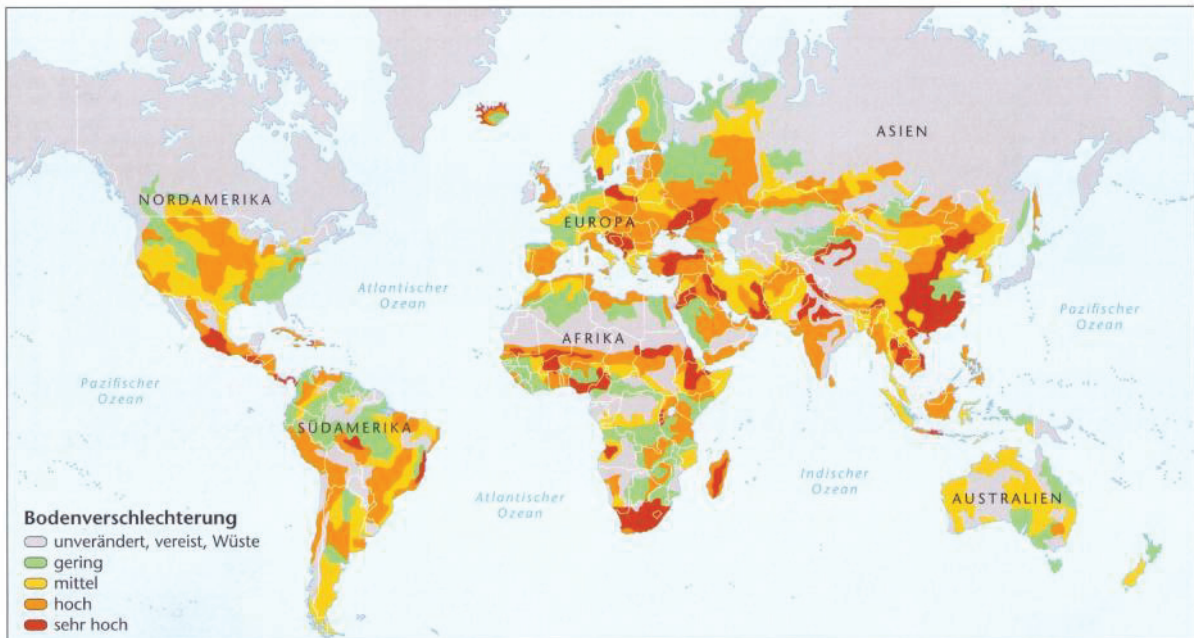 ASIEN
NORDAMERIKA
EUROPA
Atlantischer
Ozean
Pazifischer
Ozean
AFRIKA
Pazifischer
Ozean
SÜDAMERIKA
Indischer
Ozean
Atlantischer
Ozean
AUSTRALIEN
Bodenverschlechterung
unverändert, vereist, Wüste
gering
mittel
hoch
sehr hoch